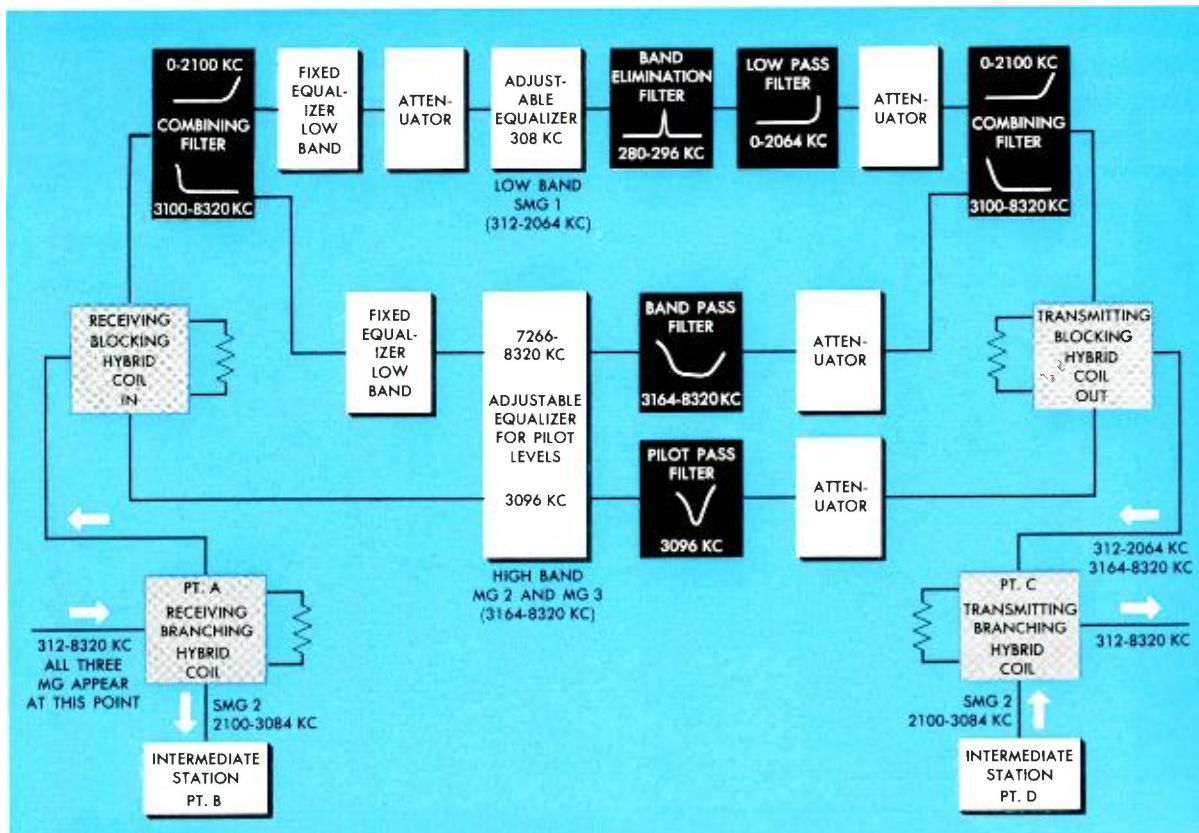 0-2100 KC
COMBINING
FILTER
3100-8320 KC
FIXED
EQUAL-
IZER
LOW
BAND
ATTEN-
UATOR
ADJUST-
ABLE
EQUALIZER
308 KC
LOW BAND
SMG 1
(312-2064 KC)
BAND
ELIMINATION
FILTER
280-296 KC
LOW PASS
FILTER
0-2064 KC
ATTEN-
UATOR
0-2100 KC
COMBINING
FILTER
3100-8320 KC
RECEIVING
BLOCKING
HYBRID
COIL
IN
FIXED
EQUAL-
IZER
LOW
BAND
7266-
8320 KC
ADJUSTABLE
EQUALIZER
FOR PILOT
LEVELS
3096 KC
HIGH BAND
MG 2 AND MG 3
(3164-8320 KC)
BAND PASS
FILTER
3164-8320 KC
ATTEN-
UATOR
TRANSMITTING
BLOCKING
HYBRID
COIL
OUT
PILOT PASS
FILTER
3096 KC
ATTEN-
UATOR
PT. A
RECEIVING
BRANCHING
HYBRID
COIL
312-8320 KC
ALL THREE
MG APPEAR
AT THIS POINT
SMG 2
2100-3084 KC
INTERMEDIATE
STATION
PT. B
312-2064 KC
3164-8320 KC
PT. C
TRANSMITTING
BRANCHING
HYBRID
COIL
312-8320 KC
SMG 2
2100-3084 KC
INTERMEDIATE
STATION
PT. D